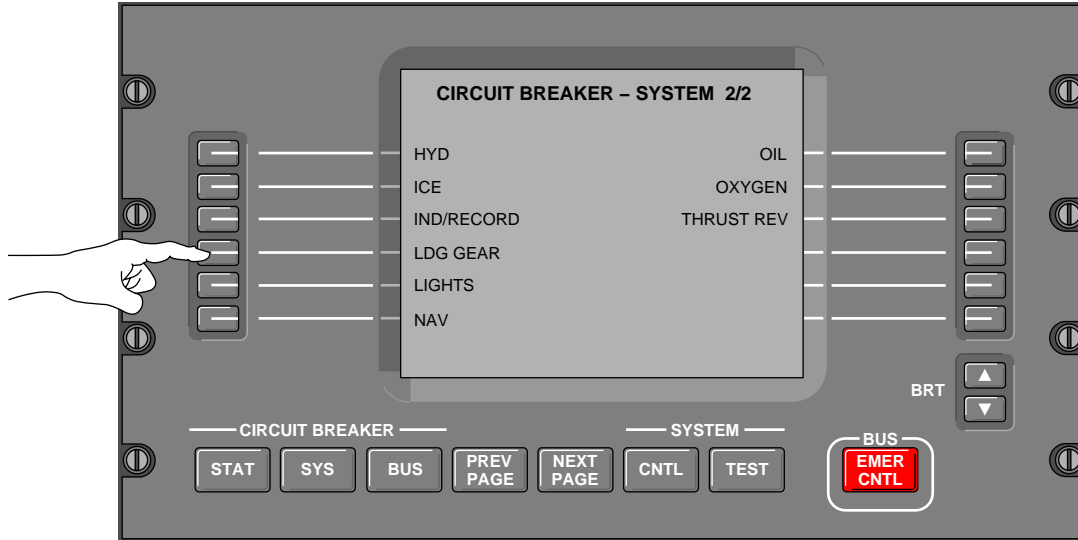 CIRCUIT BREAKER – SYSTEM 2/2
HYD OIL
ICE OXYGEN
IND/RECORD THRUST REV
LDG GEAR
LIGHTS
NAV
BRT
CIRCUIT BREAKER SYSTEM BUS
STAT SYS BUS PREV PAGE NEXT PAGE CNTL TEST EMER CNTL